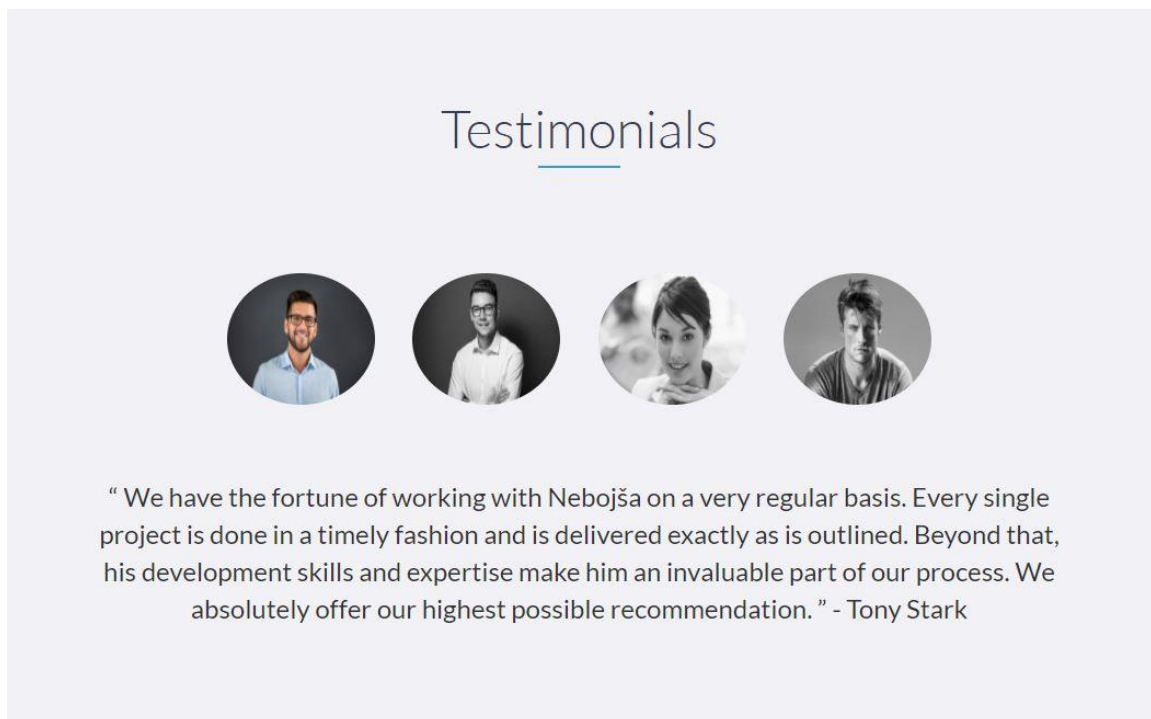 Testimonials
“ We have the fortune of working with Nebojša on a very regular basis. Every single
project is done in a timely fashion and is delivered exactly as is outlined. Beyond that,
his development skills and expertise make him an invaluable part of our process. We
absolutely offer our highest possible recommendation. ” - Tony Stark